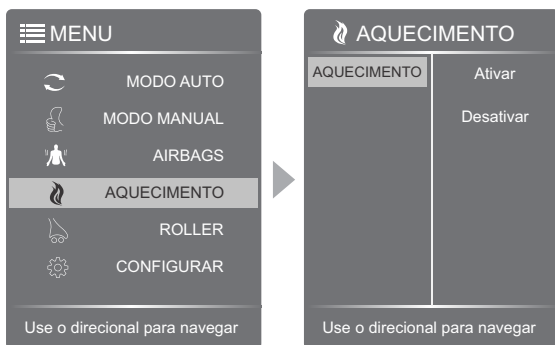 MENU
MODO AUTO
MODO MANUAL
AIRBAGS
AQUECIMENTO
ROLLER
CONFIGURAR
Use o direcional para navegar
AQUECIMENTO
AQUECIMENTO Ativar
Desativar
Use o direcional para navegar